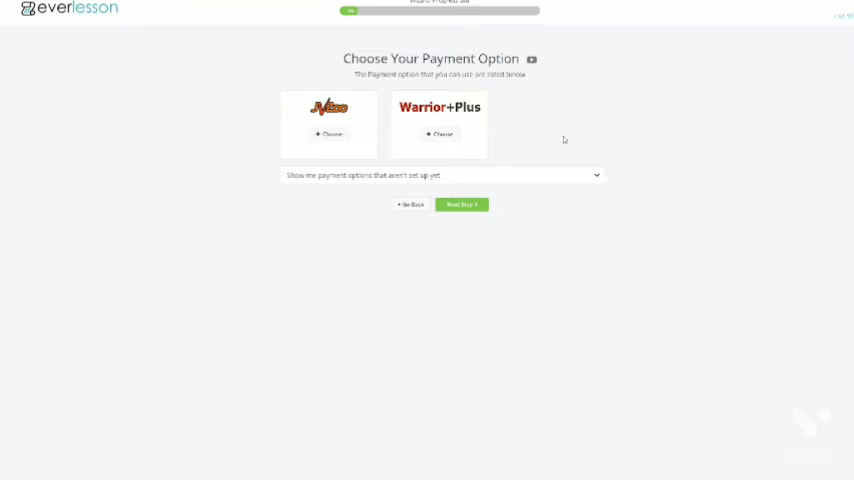 everlesson
Choose Your Payment Option
The Payment option that you can use are listed below
JVZoo
Warrior+Plus
+ Choose
+ Choose
Show me payment options that aren't set up yet
Go Back
Next Step